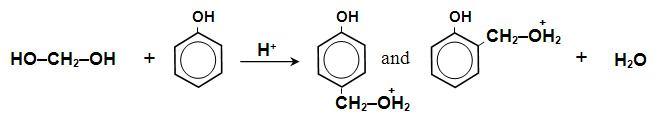 HO–CH₂–OH + OH H⁺ OH CH₂–OH₂⁺ and OH CH₂–OH₂⁺ + H₂O